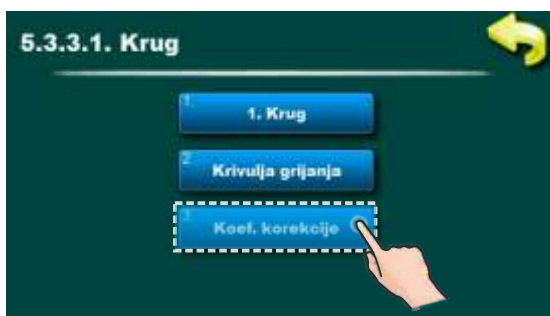 5.3.3.1. Krug
1.
1. Krug
2
Krivulja grijanja
3
Koef. korekcije